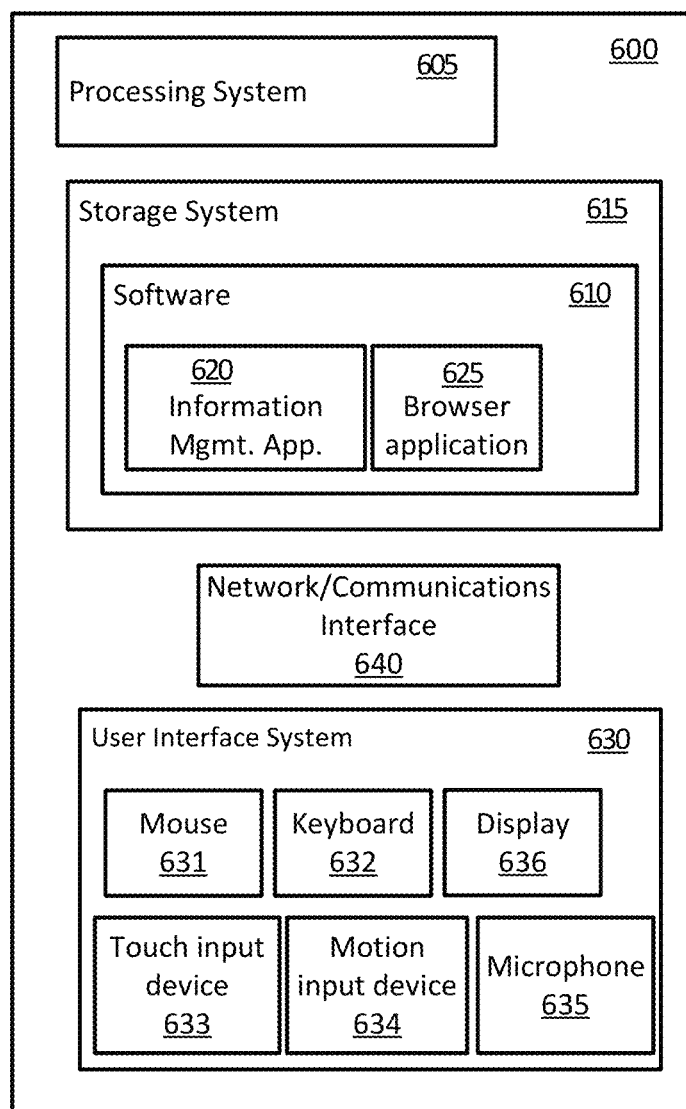 600
605
Processing System
Storage System 615
Software 610
620
Information
Mgmt. App.
625
Browser
application
Network/Communications
Interface
640
User Interface System 630
Mouse
631
Keyboard
632
Display
636
Touch input
device
633
Motion
input device
634
Microphone
635